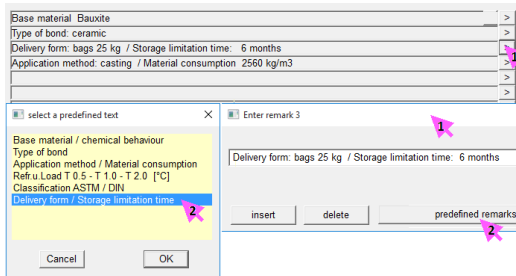 Base material Bauxite
>
Type of bond: ceramic
>
Delivery form: bags 25 kg / Storage limitation time: 6 months
>
1
Application method: casting / Material consumption 2560 kg/m3
>
>
>
select a predefined text
Base material / chemical behaviour
Type of bond
Application method / Material consumption
Refr.u.Load T 0.5 - T 1.0 - T 2.0 [°C]
Classification ASTM / DIN
Delivery form / Storage limitation time
2
Cancel
OK
Enter remark 3
1
Delivery form: bags 25 kg / Storage limitation time: 6 months
insert
delete
predefined remarks
2